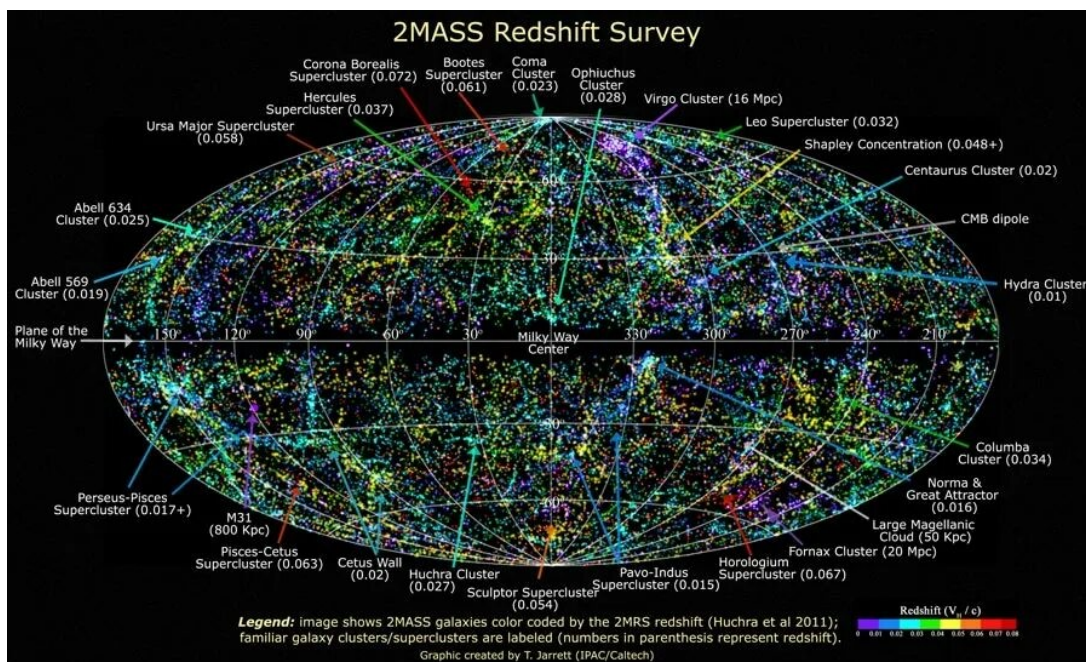 2MASS Redshift Survey
Corona Borealis
Supercluster (0.072)
Bootes
Supercluster
(0.061)
Coma
Cluster
(0.023)
Ophiuchus
Cluster
(0.028)
Hercules
Supercluster
(0.037)
Virgo Cluster (16 Mpc)
Ursa Major Supercluster
(0.058)
Leo Supercluster (0.032)
Shapley Concentration (0.048+)
Centaurus Cluster (0.02)
Abell 634
Cluster (0.025)
CMB dipole
Abell 569
Cluster (0.019)
Hydra Cluster
(0.01)
60°
30°
Plane of the
Milky Way
150° 120° 90° 60° 30° 330° 300° 270° 210°
Milky Way
Center
-30°
-60°
Columba
Cluster (0.034)
Perseus-Pisces
Supercluster (0.017+)
Norma &
Great Attractor
(0.016)
M31
(800 Kpc)
Large Magellanic
Cloud (50 Kpc)
Pisces-Cetus
Supercluster (0.063)
Cetus Wall
(0.02)
Huchra Cluster
(0.027)
Sculptor Supercluster
(0.054)
Pavo-Indus
Supercluster (0.015)
Horologium
Supercluster (0.067)
Fornax Cluster (20 Mpc)
Redshift (V / c)
0 0.01 0.02 0.03 0.04 0.05 0.06 0.07 0.08
Legend: image shows 2MASS galaxies color coded by the 2MRS redshift (Huchra et al 2011);
familiar galaxy clusters/superclusters are labeled (numbers in parenthesis represent redshift).
Graphic created by T. Jarrett (IPAC/Caltech)